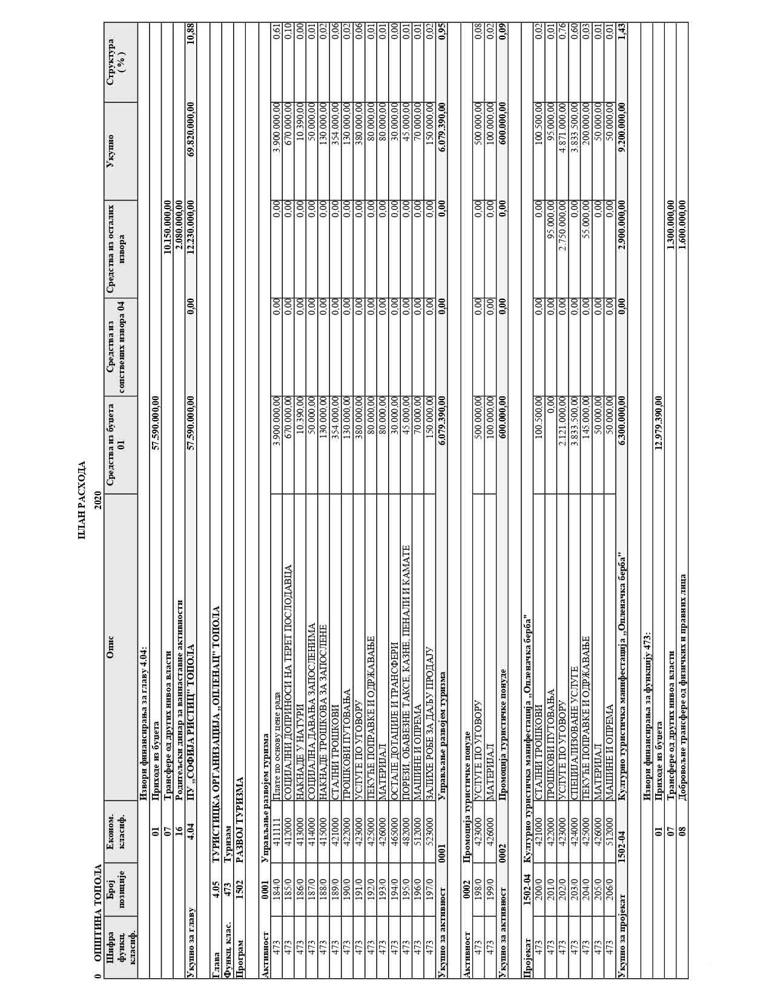 ПЛАН РАСХОДА
0 ОПШТИНА ТОПОЛА 2020
Шифра функц. класиф. Број позиције Економ. класиф. Опис Средства из буџета 01 Средства из сопствених извора 04 Средства из осталих извора Укупно Структура ( % )
Извори финансирања за главу 4.04:
01 Приходе из буџета 57.590.000,00
07 Трансфере од других нивоа власти 10.150.000,00
16 Родитељски динар за ваннаставне активности 2.080.000,00
Укупно за главу 4.04 ПУ ,,СОФИЈА РИСТИЦ" ТОПОЛА 57.590.000,00 0,00 12.230.000,00 69.820.000,00 10,88
Глава 4.05 ТУРИСТИЦКА ОРГАНИЗАЦИЈА ,,ОПЛЕНАЦ" ТОПОЛА
Функц. клас. 473 Туризам
Програм 1502 РАЗВОЈ ТУРИЗМА
Активност 0001 Управљање развојем туризма
473 184/0 411111 Плате по основу цене рада 3.900.000,00 0,00 0,00 3.900.000,00 0,61
473 185/0 412000 СОЦИЈАЛНИ ДОПРИНОСИ НА ТЕРЕТ ПОСЛОДАВЦА 670.000,00 0,00 0,00 670.000,00 0,10
473 186/0 413000 НАКНАДЕ У НАТУРИ 10.390,00 0,00 0,00 10.390,00 0,00
473 187/0 414000 СОЦИЈАЛНА ДАВАЊА ЗАПОСЛЕНИМА 50.000,00 0,00 0,00 50.000,00 0,01
473 188/0 415000 НАКНАДЕ ТРОШКОВА ЗА ЗАПОСЛЕНЕ 130.000,00 0,00 0,00 130.000,00 0,02
473 189/0 421000 СТАЛНИ ТРОШКОВИ 354.000,00 0,00 0,00 354.000,00 0,06
473 190/0 422000 ТРОШКОВИ ПУТОВАЊА 130.000,00 0,00 0,00 130.000,00 0,02
473 191/0 423000 УСЛУГЕ ПО УГОВОРУ 380.000,00 0,00 0,00 380.000,00 0,06
473 192/0 425000 ТЕКУЋЕ ПОПРАВКЕ И ОДРЖАВАЊЕ 80.000,00 0,00 0,00 80.000,00 0,01
473 193/0 426000 МАТЕРИЈАЛ 80.000,00 0,00 0,00 80.000,00 0,01
473 194/0 465000 ОСТАЛЕ ДОТАЦИЈЕ И ТРАНСФЕРИ 30.000,00 0,00 0,00 30.000,00 0,00
473 195/0 482000 ПОРЕЗИ, ОБАВЕЗНЕ ТАКСЕ, КАЗНЕ, ПЕНАЛИ И КАМАТЕ 45.000,00 0,00 0,00 45.000,00 0,01
473 196/0 512000 МАШИНЕ И ОПРЕМА 70.000,00 0,00 0,00 70.000,00 0,01
473 197/0 523000 ЗАЛИХЕ РОБЕ ЗА ДАЉУ ПРОДАЈУ 150.000,00 0,00 0,00 150.000,00 0,02
Укупно за активност 0001 Управљање развојем туризма 6.079.390,00 0,00 0,00 6.079.390,00 0,95
Активност 0002 Промоција туристичке понуде
473 198/0 423000 УСЛУГЕ ПО УГОВОРУ 500.000,00 0,00 0,00 500.000,00 0,08
473 199/0 426000 МАТЕРИЈАЛ 100.000,00 0,00 0,00 100.000,00 0,02
Укупно за активност 0002 Промоција туристичке понуде 600.000,00 0,00 0,00 600.000,00 0,09
Пројекат 1502-04 Културно туристичка манифестација ,,Опленачка берба"
473 200/0 421000 СТАЛНИ ТРОШКОВИ 100.500,00 0,00 0,00 100.500,00 0,02
473 201/0 422000 ТРОШКОВИ ПУТОВАЊА 0,00 0,00 95.000,00 95.000,00 0,01
473 202/0 423000 УСЛУГЕ ПО УГОВОРУ 2.121.000,00 0,00 2.750.000,00 4.871.000,00 0,76
473 203/0 424000 СПЕЦИЈАЛИЗОВАНЕ УСЛУГЕ 3.833.500,00 0,00 0,00 3.833.500,00 0,60
473 204/0 425000 ТЕКУЋЕ ПОПРАВКЕ И ОДРЖАВАЊЕ 145.000,00 0,00 55.000,00 200.000,00 0,03
473 205/0 426000 МАТЕРИЈАЛ 50.000,00 0,00 0,00 50.000,00 0,01
473 206/0 512000 МАШИНЕ И ОПРЕМА 50.000,00 0,00 0,00 50.000,00 0,01
Укупно за пројекат 1502-04 Културно туристичка манифестација ,,Опленачка берба" 6.300.000,00 0,00 2.900.000,00 9.200.000,00 1,43
Извори финансирања за функцију 473:
01 Приходе из буџета 12.979.390,00
07 Трансфере од других нивоа власти 1.300.000,00
08 Добровољне трансфере од физичких и правних лица 1.600.000,00